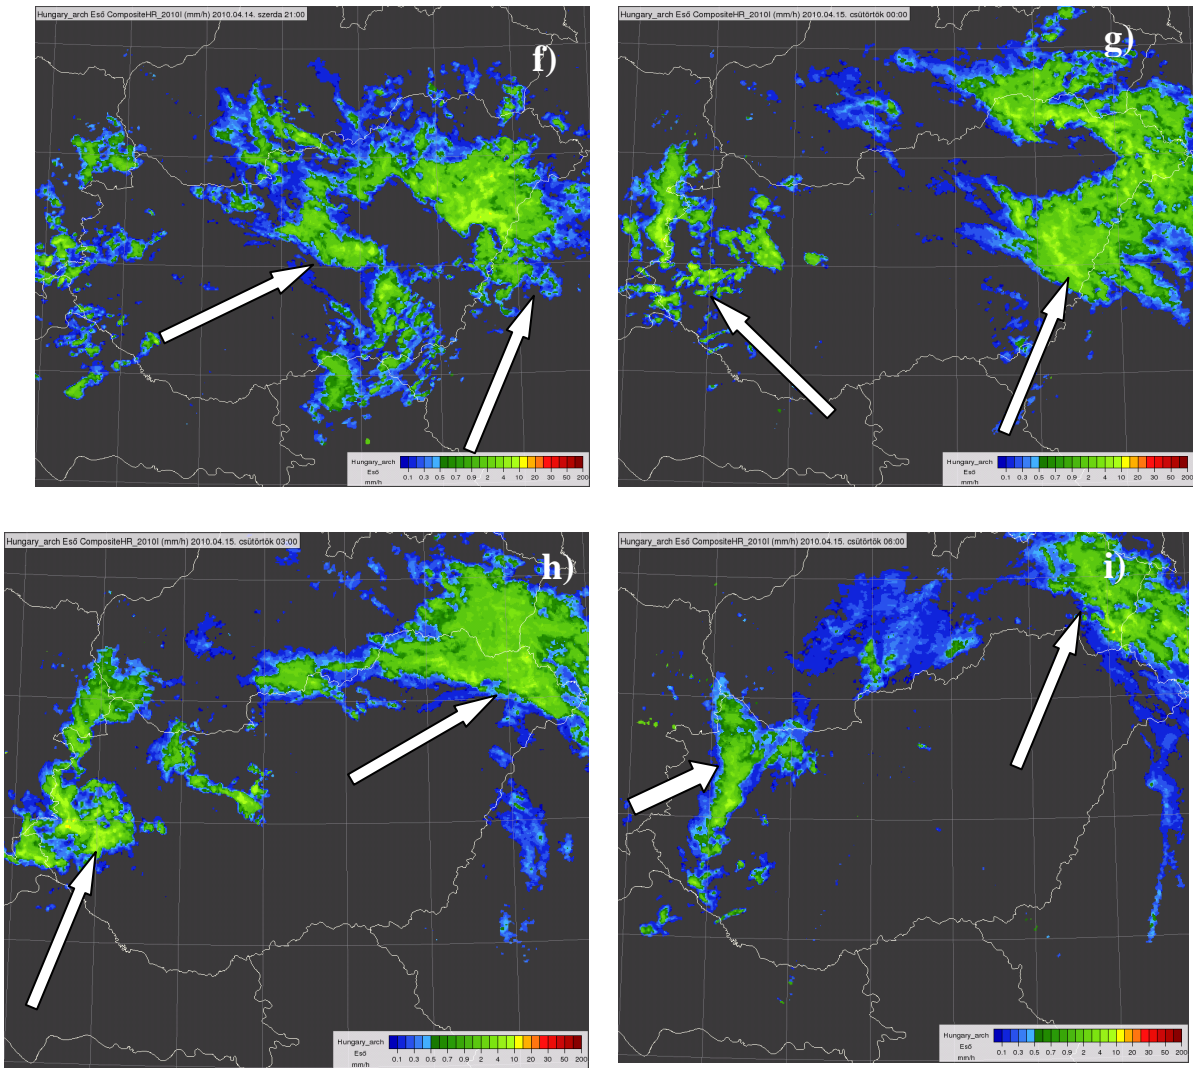 Hungary_arch Eső CompositeHR_2010I (mm/h) 2010.04.14. szerda 21:00
f)
Hungary_arch
Eső
mm/h
0.1 0.3 0.5 0.7 0.9 2 4 10 20 30 50 200
Hungary_arch Eső CompositeHR_2010I (mm/h) 2010.04.15. csütörtök 00:00
g)
Hungary_arch
Eső
mm/h
0.1 0.3 0.5 0.7 0.9 2 4 10 20 30 50 200
Hungary_arch Eső CompositeHR_2010I (mm/h) 2010.04.15. csütörtök 03:00
h)
Hungary_arch
Eső
mm/h
0.1 0.3 0.5 0.7 0.9 2 4 10 20 30 50 200
Hungary_arch Eső CompositeHR_2010I (mm/h) 2010.04.15. csütörtök 06:00
i)
Hungary_arch
Eső
mm/h
0.1 0.3 0.5 0.7 0.9 2 4 10 20 30 50 200